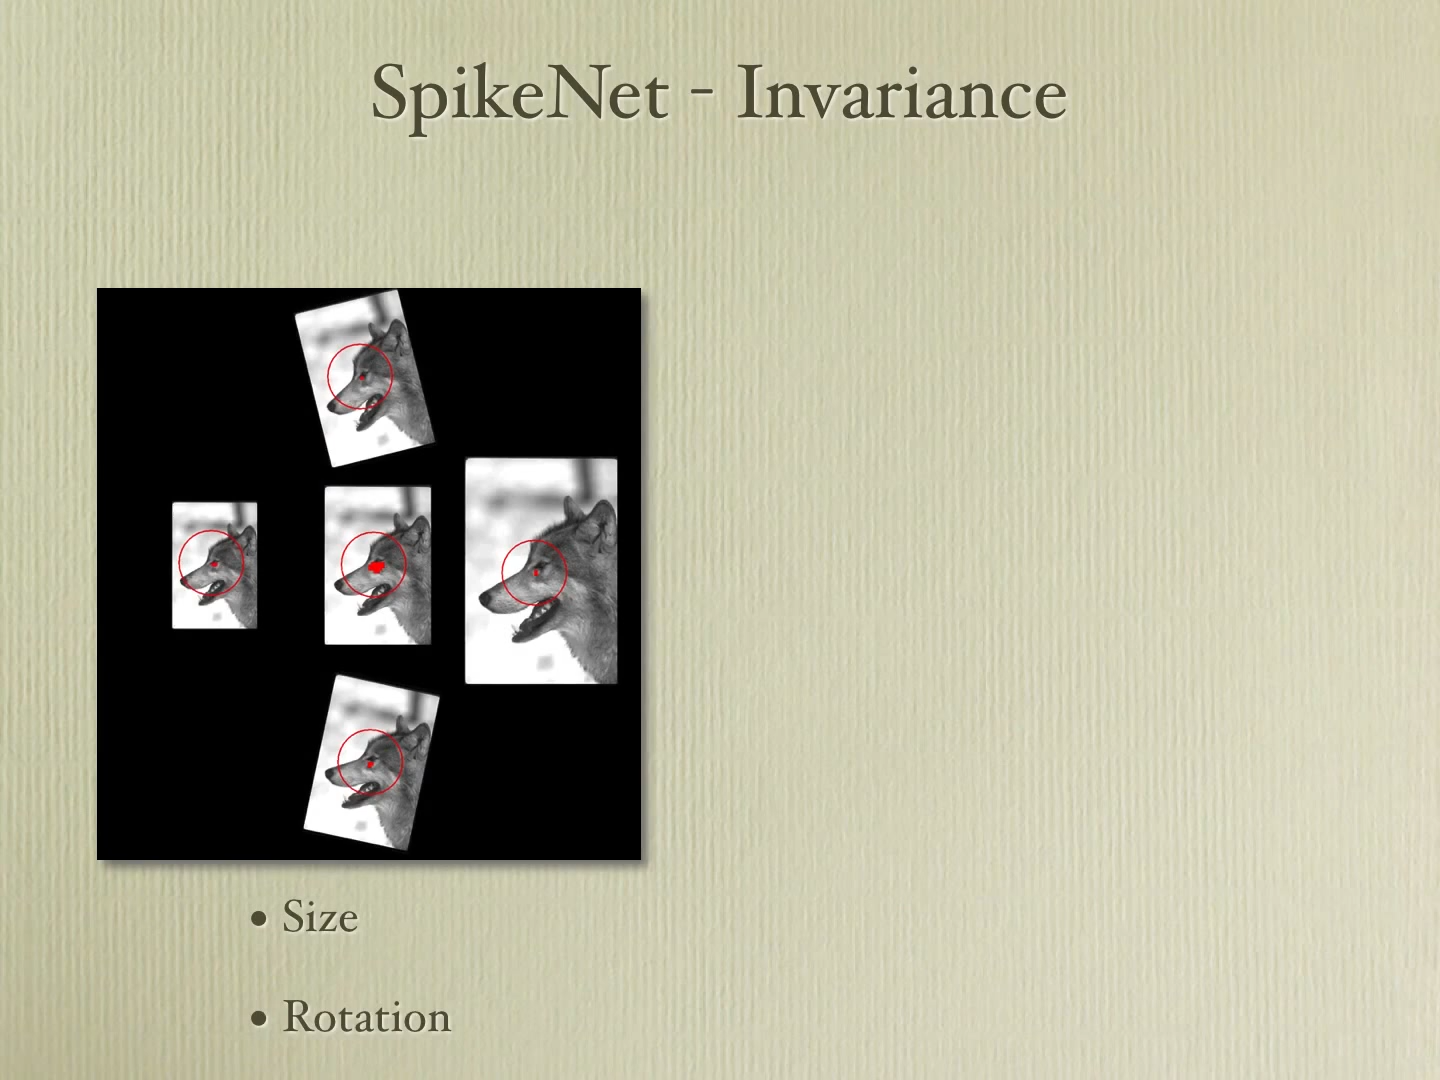 SpikeNet - Invariance
• Size
• Rotation